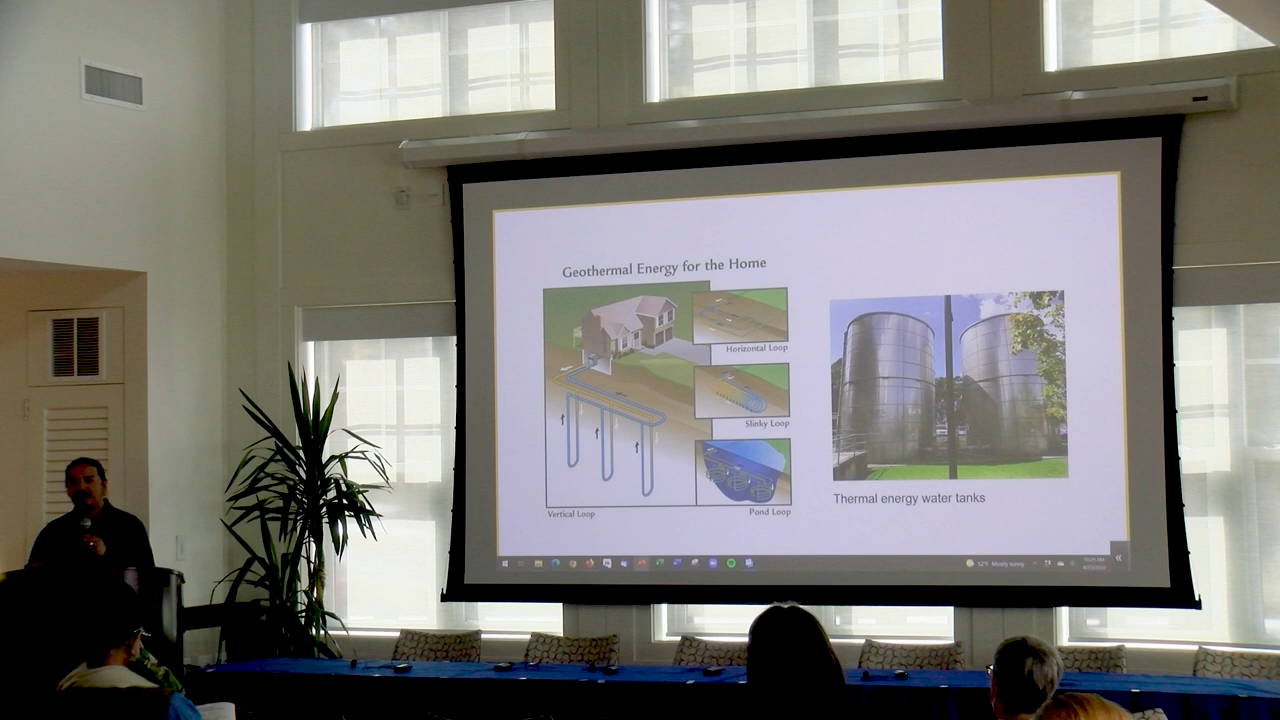 Geothermal Energy for the Home
Horizontal Loop
Slinky Loop
Vertical Loop
Pond Loop
Thermal energy water tanks
52°F Mostly sunny